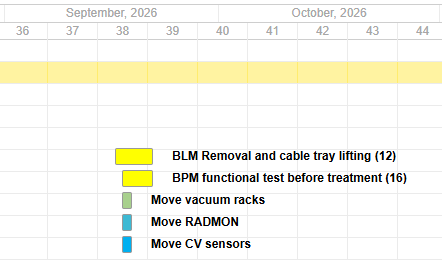 September, 2026 October, 2026
36 37 38 39 40 41 42 43 44
BLM Removal and cable tray lifting (12)
BPM functional test before treatment (16)
Move vacuum racks
Move RADMON
Move CV sensors